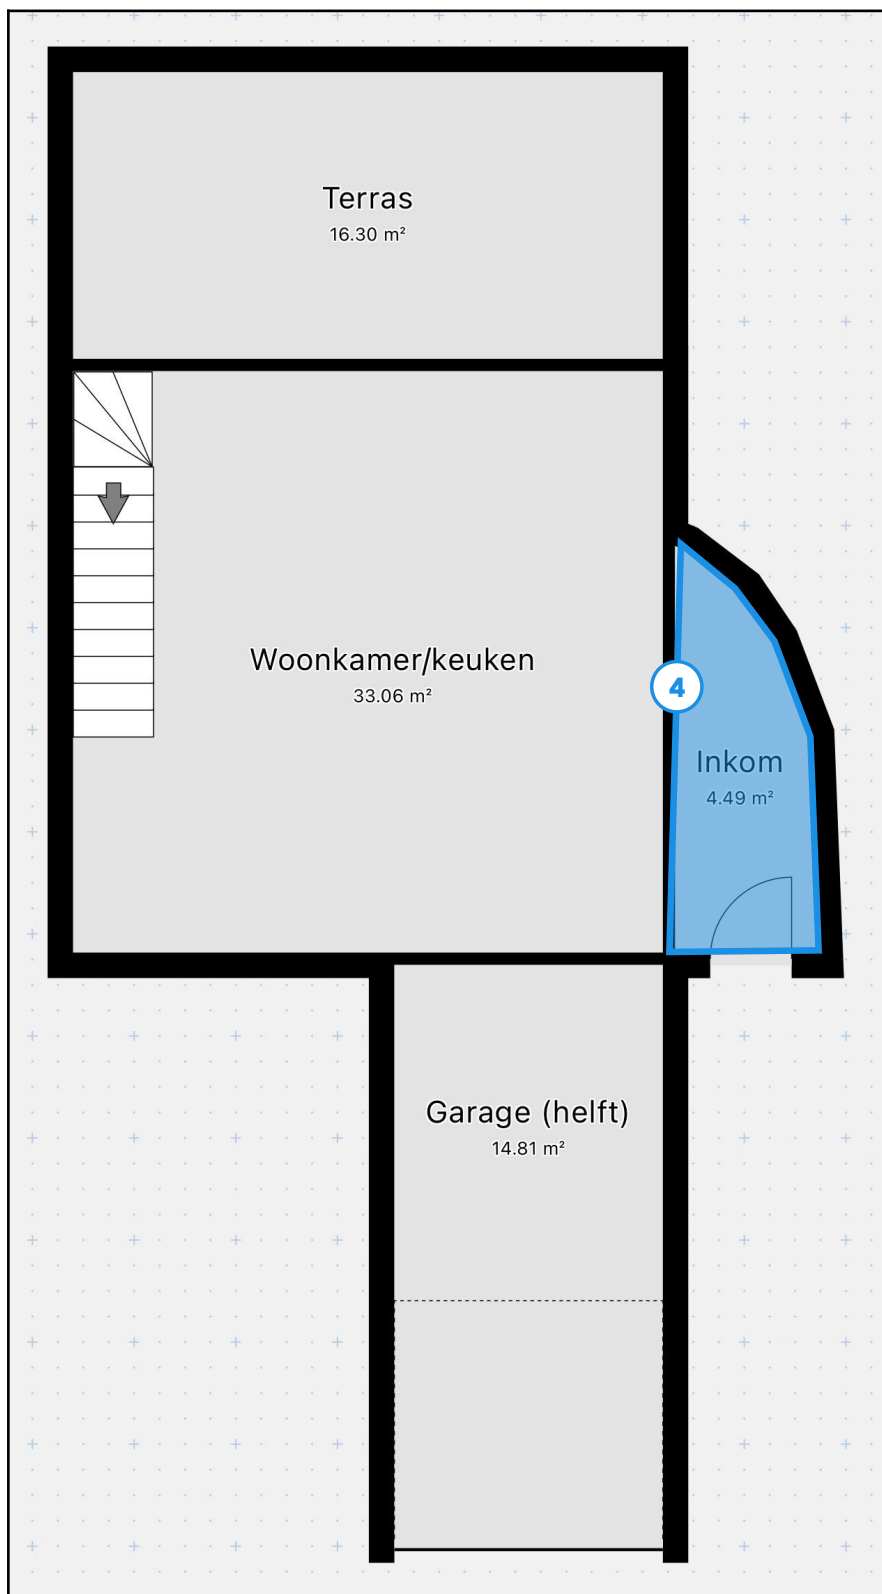 Terras
16.30 m²
Woonkamer/keuken
33.06 m²
4
Inkom
4.49 m²
Garage (helft)
14.81 m²